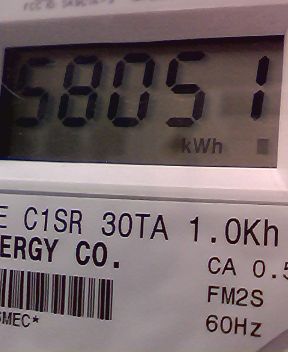 58051
kWh
E C1SR 30TA 1.0Kh
ERGY CO.
CA 0.5
FM2S
60Hz
SMEC*